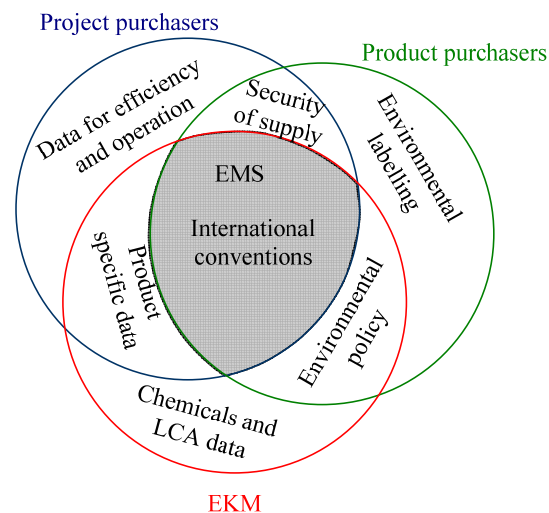 Project purchasers
Product purchasers
Data for efficiency
and operation
Security
of supply
Environmental
labelling
EMS
International
conventions
Product
specific data
Environmental
policy
Chemicals and
LCA data
EKM